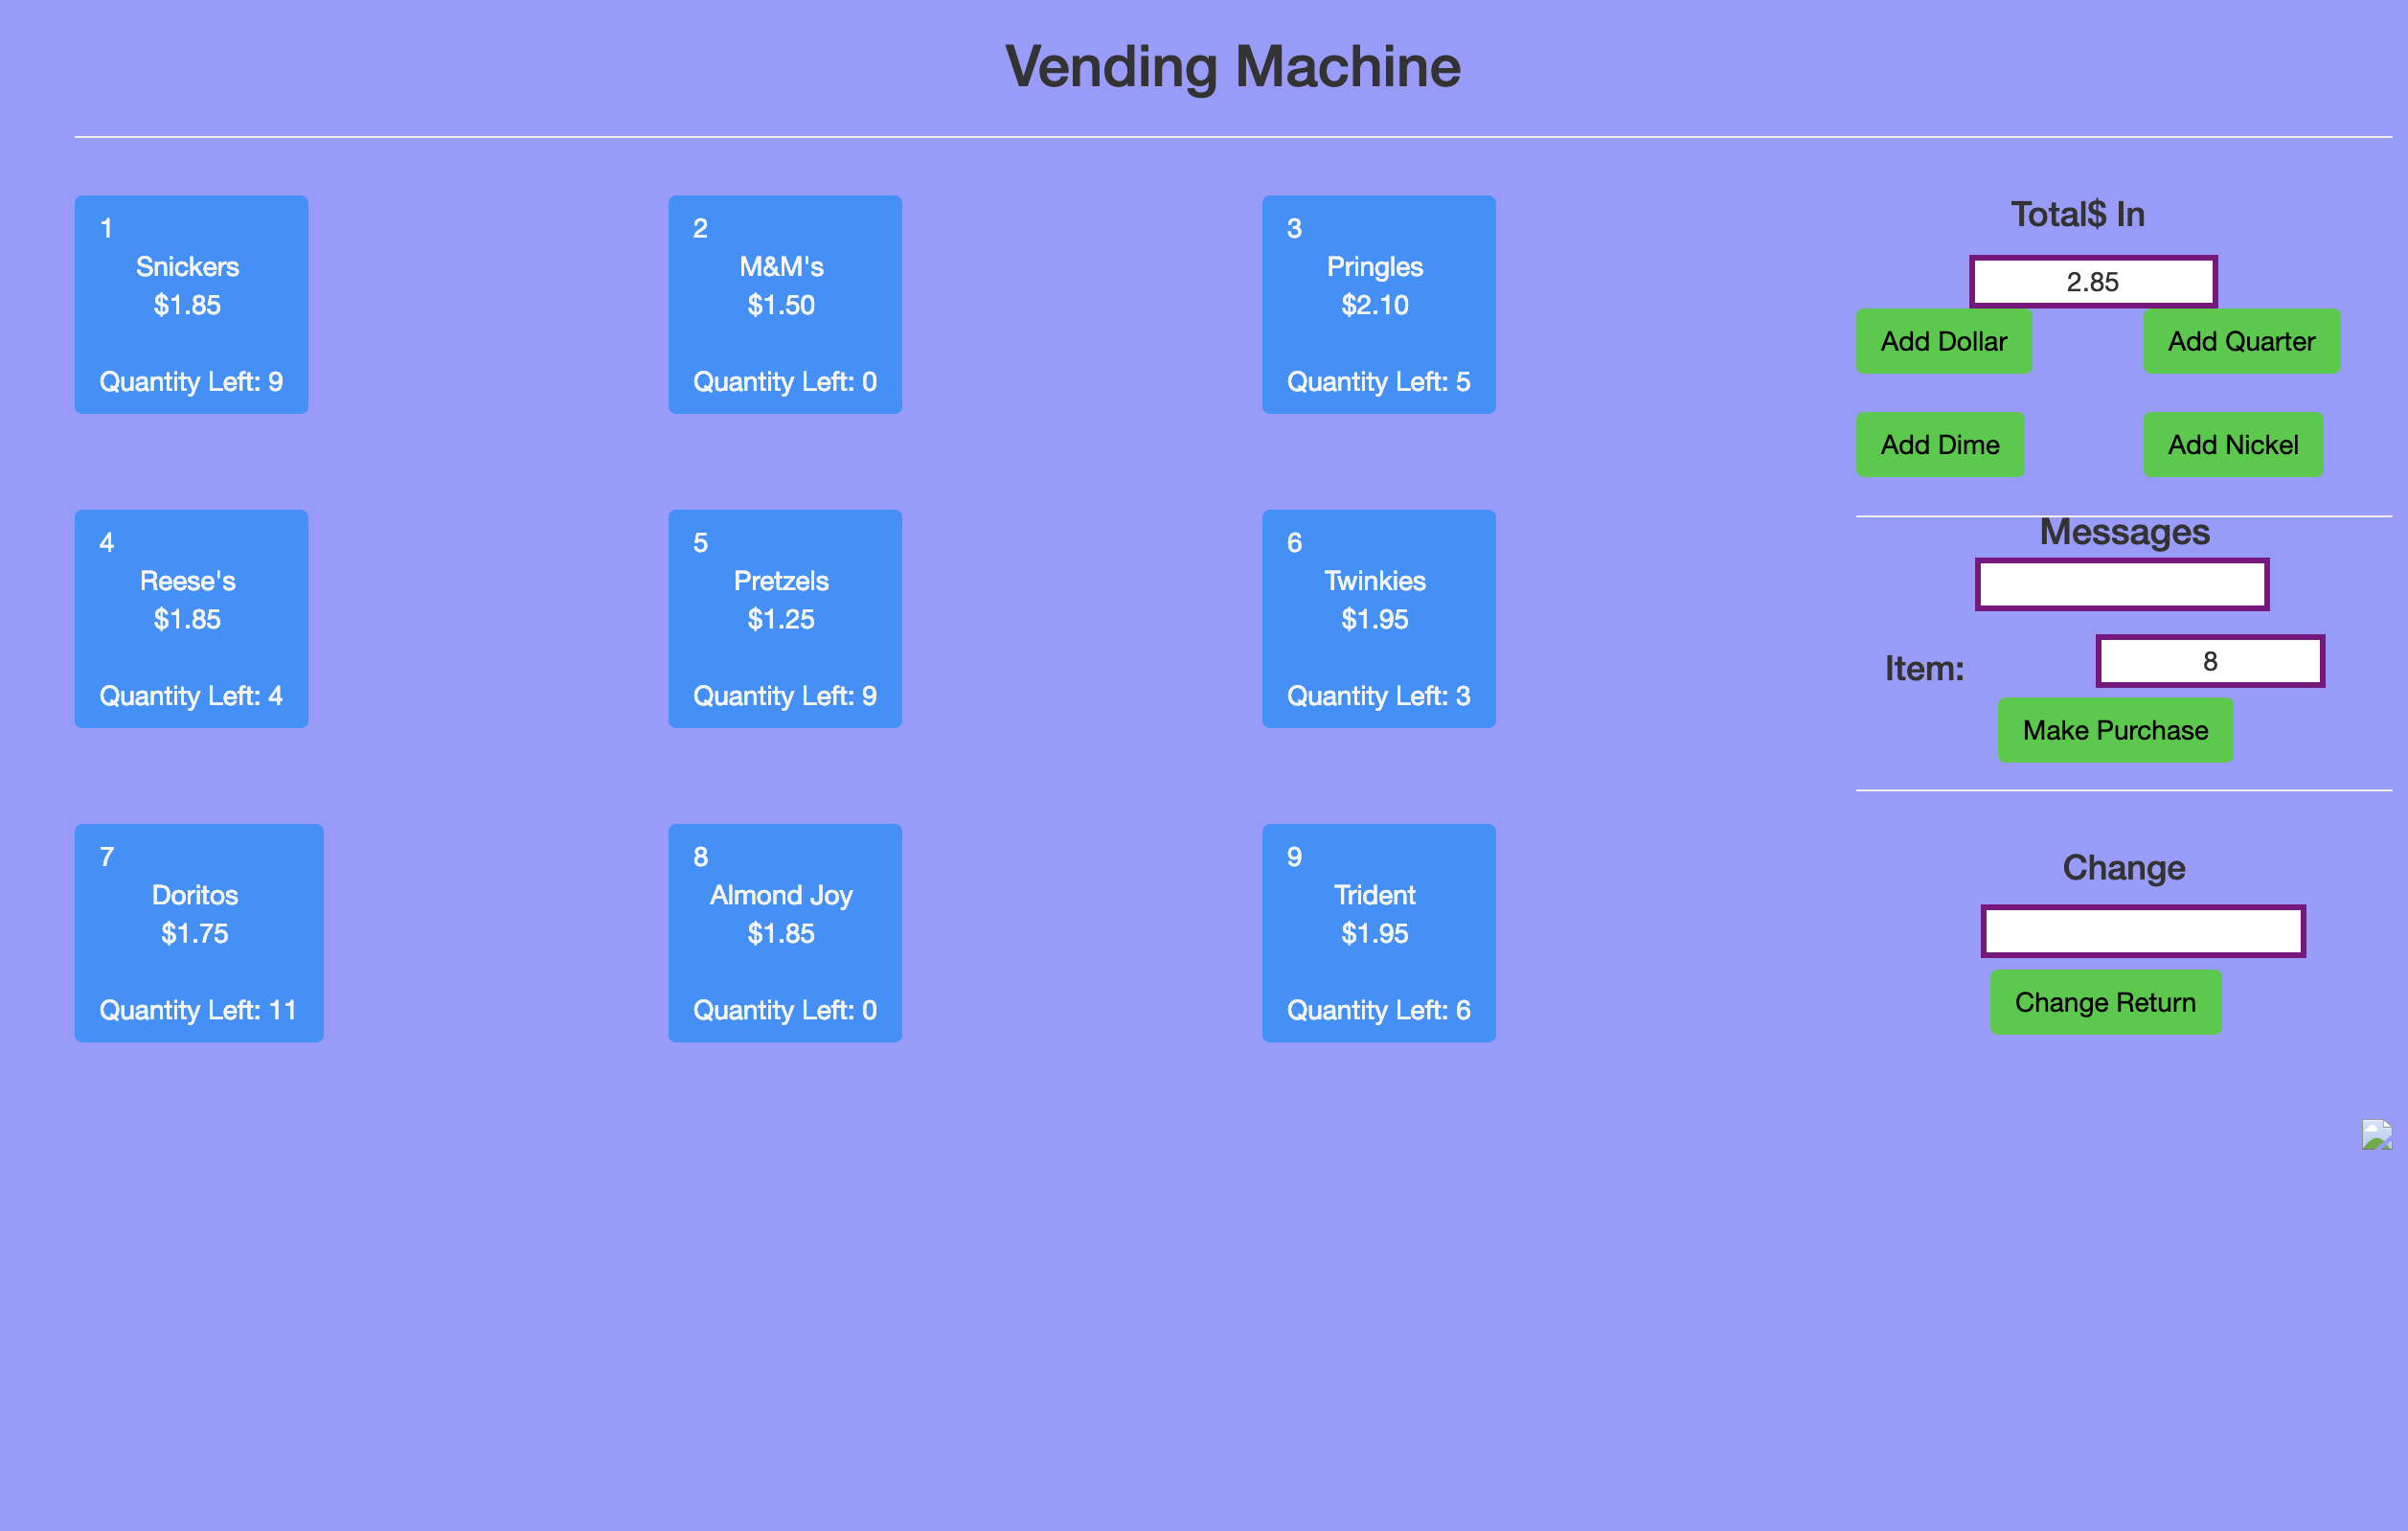 Vending Machine
1
Snickers
$1.85
Quantity Left: 9
2
M&M's
$1.50
Quantity Left: 0
3
Pringles
$2.10
Quantity Left: 5
4
Reese's
$1.85
Quantity Left: 4
5
Pretzels
$1.25
Quantity Left: 9
6
Twinkies
$1.95
Quantity Left: 3
7
Doritos
$1.75
Quantity Left: 11
8
Almond Joy
$1.85
Quantity Left: 0
9
Trident
$1.95
Quantity Left: 6
Total$ In
2.85
Add Dollar
Add Quarter
Add Dime
Add Nickel
Messages
Item:
8
Make Purchase
Change
Change Return